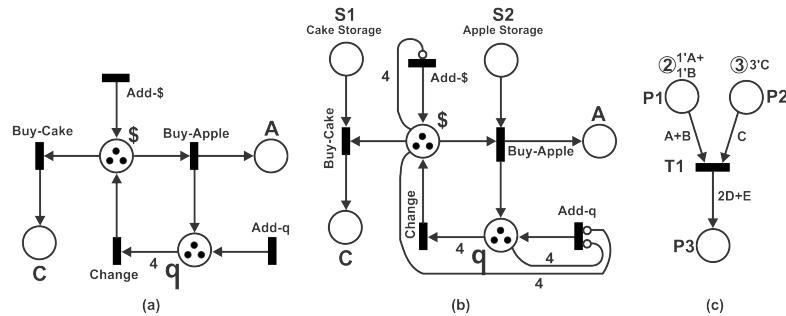 S1
Cake Storage
S2
Apple Storage
Add-$
4
Add-$
② 1'A+
1'B
③ 3'C
P1
P2
Buy-Cake
$
Buy-Apple
A
Buy-Cake
$
Buy-Apple
A
A+B
C
T1
2D+E
C
Change
4
q
Add-q
C
Change
4
q
Add-q
4
4
P3
(a)
(b)
(c)